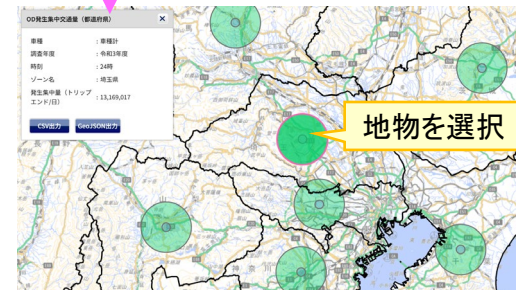 OD発生集中交通量（都道府県） ×
車種 : 車種計
調査年度 : 令和3年度
時刻 : 24時
ゾーン名 : 埼玉県
発生集中量（トリップ
エンド/日） : 13,169,017
CSV出力 GeoJSON出力
地物を選択